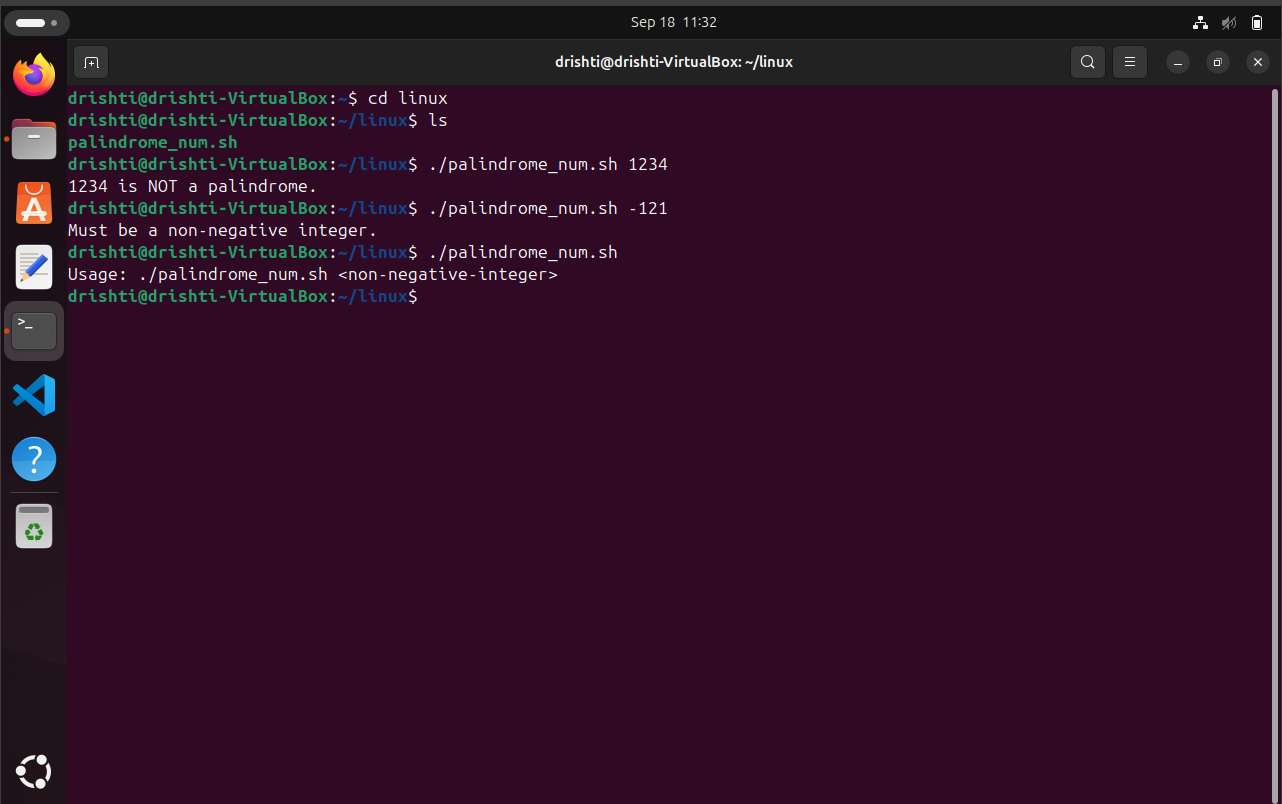 Sep 18 11:32
drishti@drishti-VirtualBox: ~/linux
drishti@drishti-VirtualBox:~$ cd linux
drishti@drishti-VirtualBox:~/linux$ ls
palindrome_num.sh
drishti@drishti-VirtualBox:~/linux$ ./palindrome_num.sh 1234
1234 is NOT a palindrome.
drishti@drishti-VirtualBox:~/linux$ ./palindrome_num.sh -121
Must be a non-negative integer.
drishti@drishti-VirtualBox:~/linux$ ./palindrome_num.sh
Usage: ./palindrome_num.sh <non-negative-integer>
drishti@drishti-VirtualBox:~/linux$